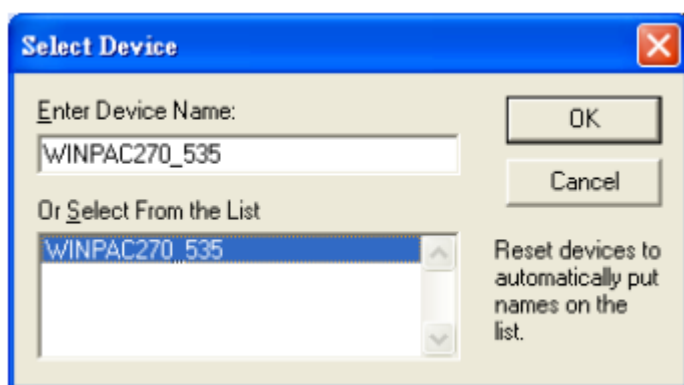 Select Device
Enter Device Name:
WINPAC270_535
OK
Cancel
Or Select From the List
WINPAC270_535
Reset devices to
automatically put
names on the
list.